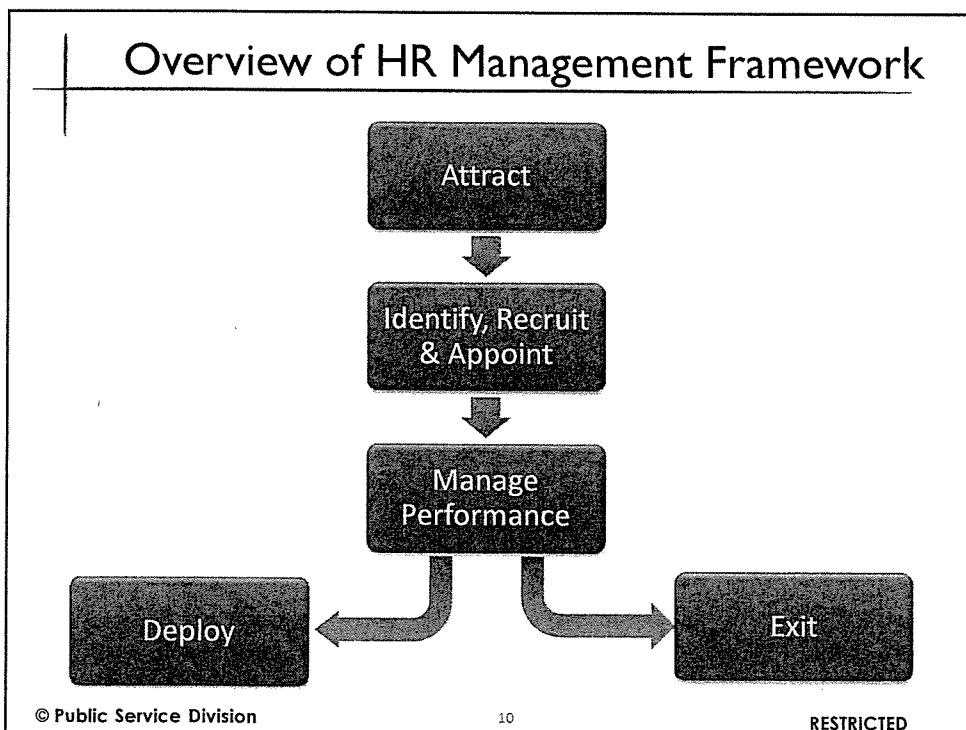 Overview of HR Management Framework
Attract
Identify, Recruit
& Appoint
Manage
Performance
Deploy
Exit
© Public Service Division
10
RESTRICTED